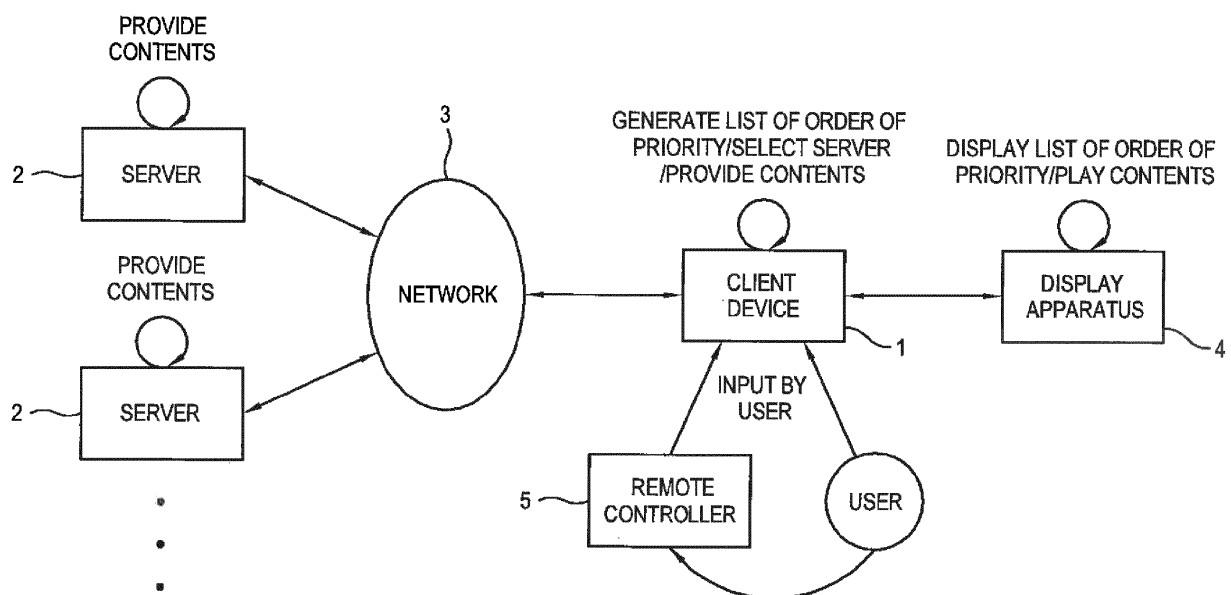 PROVIDE
CONTENTS
2
SERVER
PROVIDE
CONTENTS
2
SERVER
3
NETWORK
GENERATE LIST OF ORDER OF
PRIORITY/SELECT SERVER
/PROVIDE CONTENTS
CLIENT
DEVICE
1
DISPLAY LIST OF ORDER OF
PRIORITY/PLAY CONTENTS
DISPLAY
APPARATUS
4
INPUT BY
USER
5
REMOTE
CONTROLLER
USER